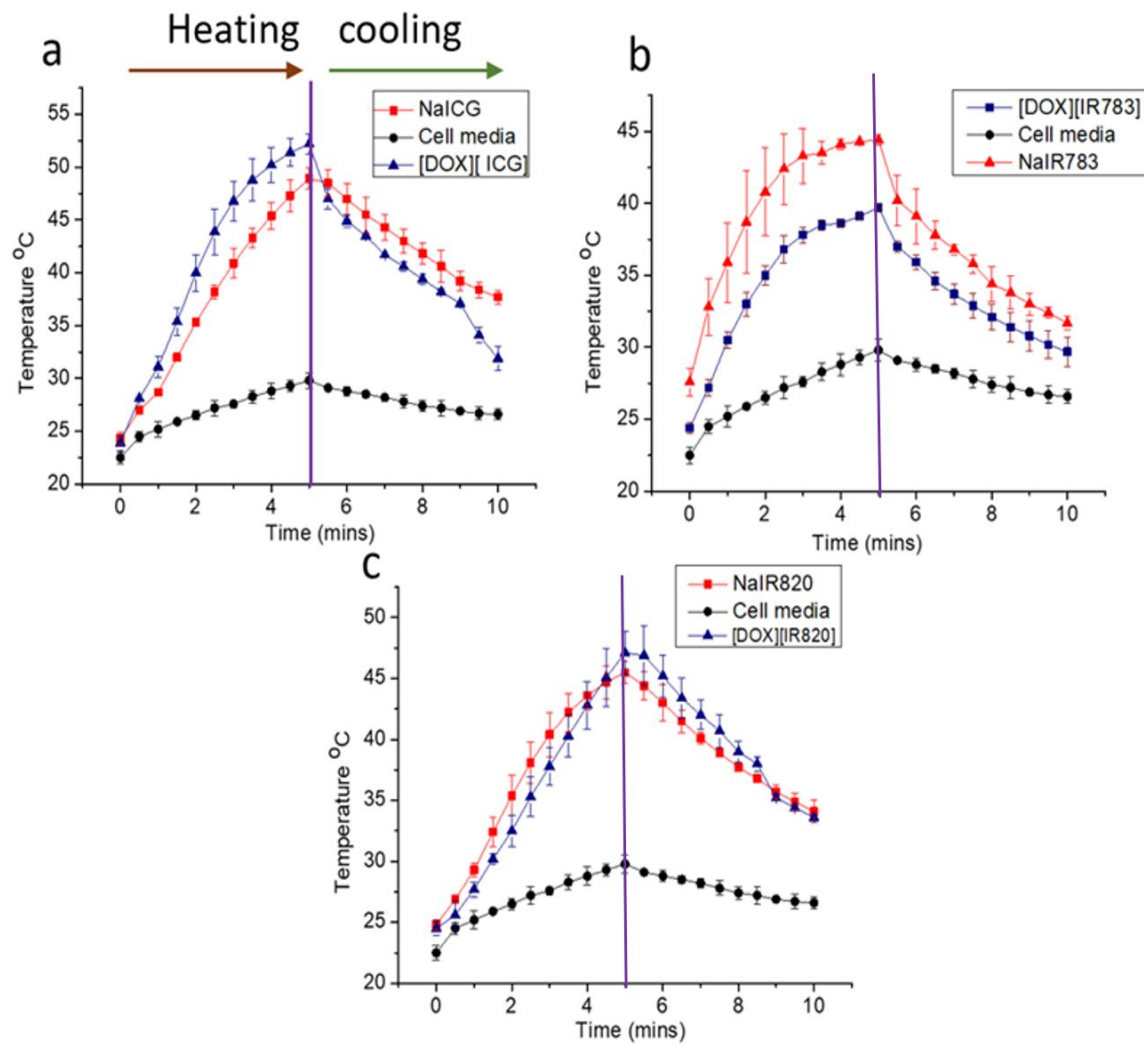 Heating cooling
a
NaICG
Cell media
[DOX][ ICG]
Temperature °C
55
50
45
40
35
30
25
20
0 2 4 6 8 10
Time (mins)
b
[DOX][IR783]
Cell media
NaIR783
Temperature °C
45
40
35
30
25
20
0 2 4 6 8 10
Time (mins)
c
NaIR820
Cell media
[DOX][IR820]
Temperature °C
50
45
40
35
30
25
20
0 2 4 6 8 10
Time (mins)